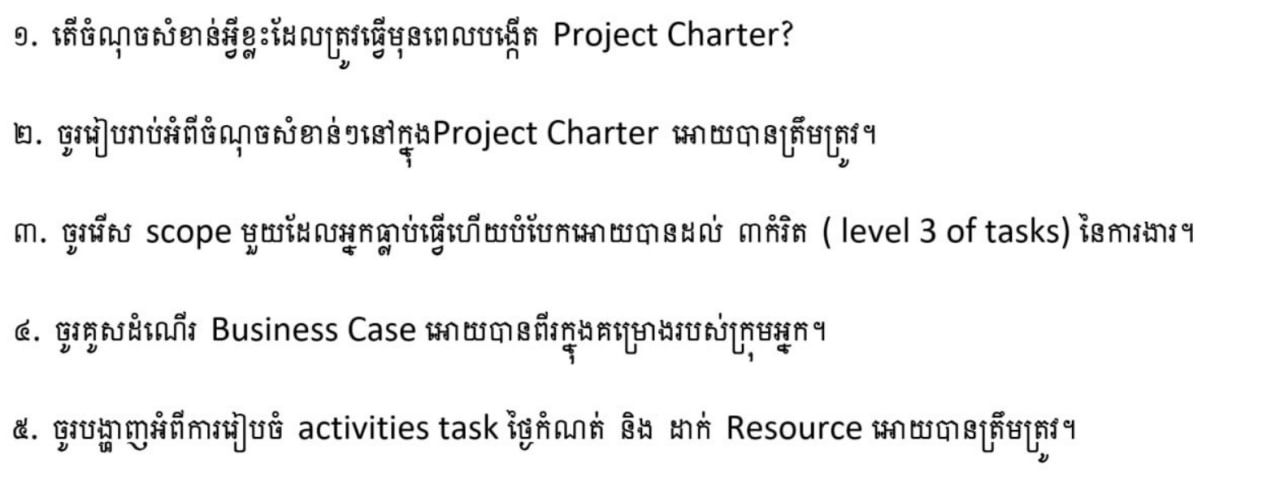 ១. តើចំណុចសំខាន់អ្វីខ្លះដែលត្រូវធ្វើមុនពេលបង្កើត Project Charter?
២. ចូររៀបរាប់អំពីចំណុចសំខាន់ៗនៅក្នុងProject Charter អោយបានត្រឹមត្រូវ។
៣. ចូររើស scope មួយដែលអ្នកធ្លាប់ធ្វើហើយបំបែកអោយបានដល់ ៣កំរិត ( level 3 of tasks) នៃការងារ។
៤. ចូរគូសដំណើរ Business Case អោយបានពីរក្នុងគម្រោងរបស់ក្រុមអ្នក។
៥. ចូរបង្ហាញអំពីការរៀបចំ activities task ថ្ងៃកំណត់ និង ដាក់ Resource អោយបានត្រឹមត្រូវ។